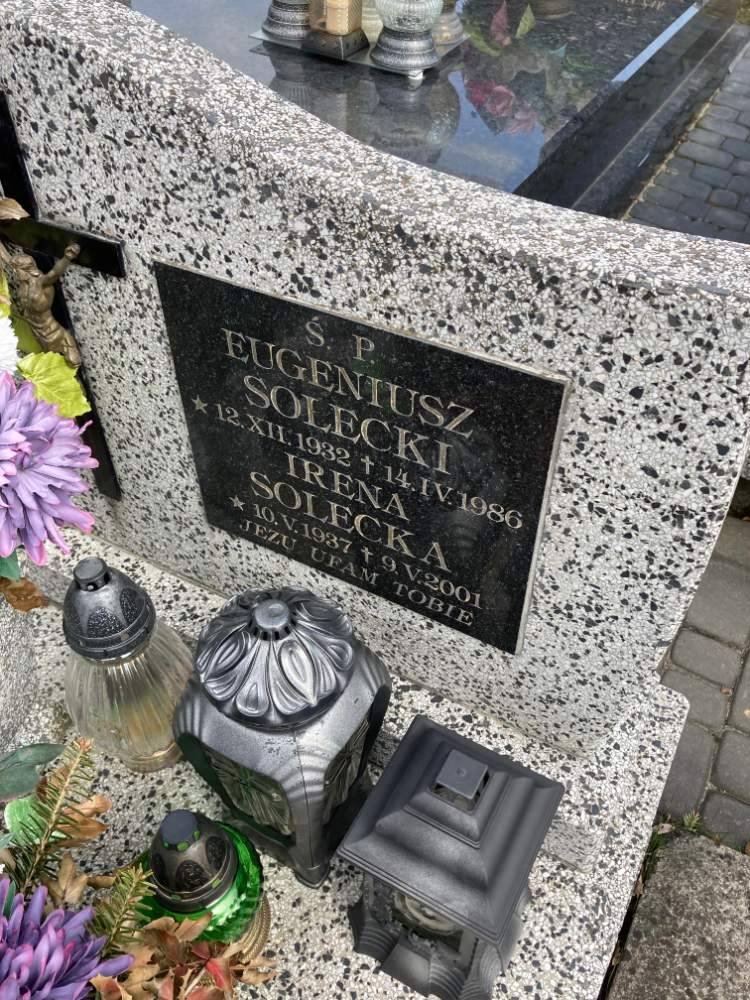 Ś P
EUGENIUSZ
SOLECKI
★ 12.XII.1932 ✝ 14.IV.1986
IRENA
SOLECKA
★ 10.V.1937 ✝ 9.V.2001
JEZU UFAM TOBIE